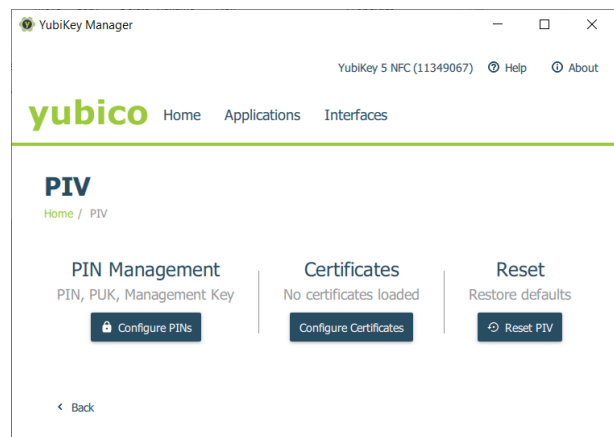 YubiKey Manager
YubiKey 5 NFC (11349067) Help About
yubico Home Applications Interfaces
PIV
Home / PIV
PIN Management
PIN, PUK, Management Key
Configure PINs
Certificates
No certificates loaded
Configure Certificates
Reset
Restore defaults
Reset PIV
Back